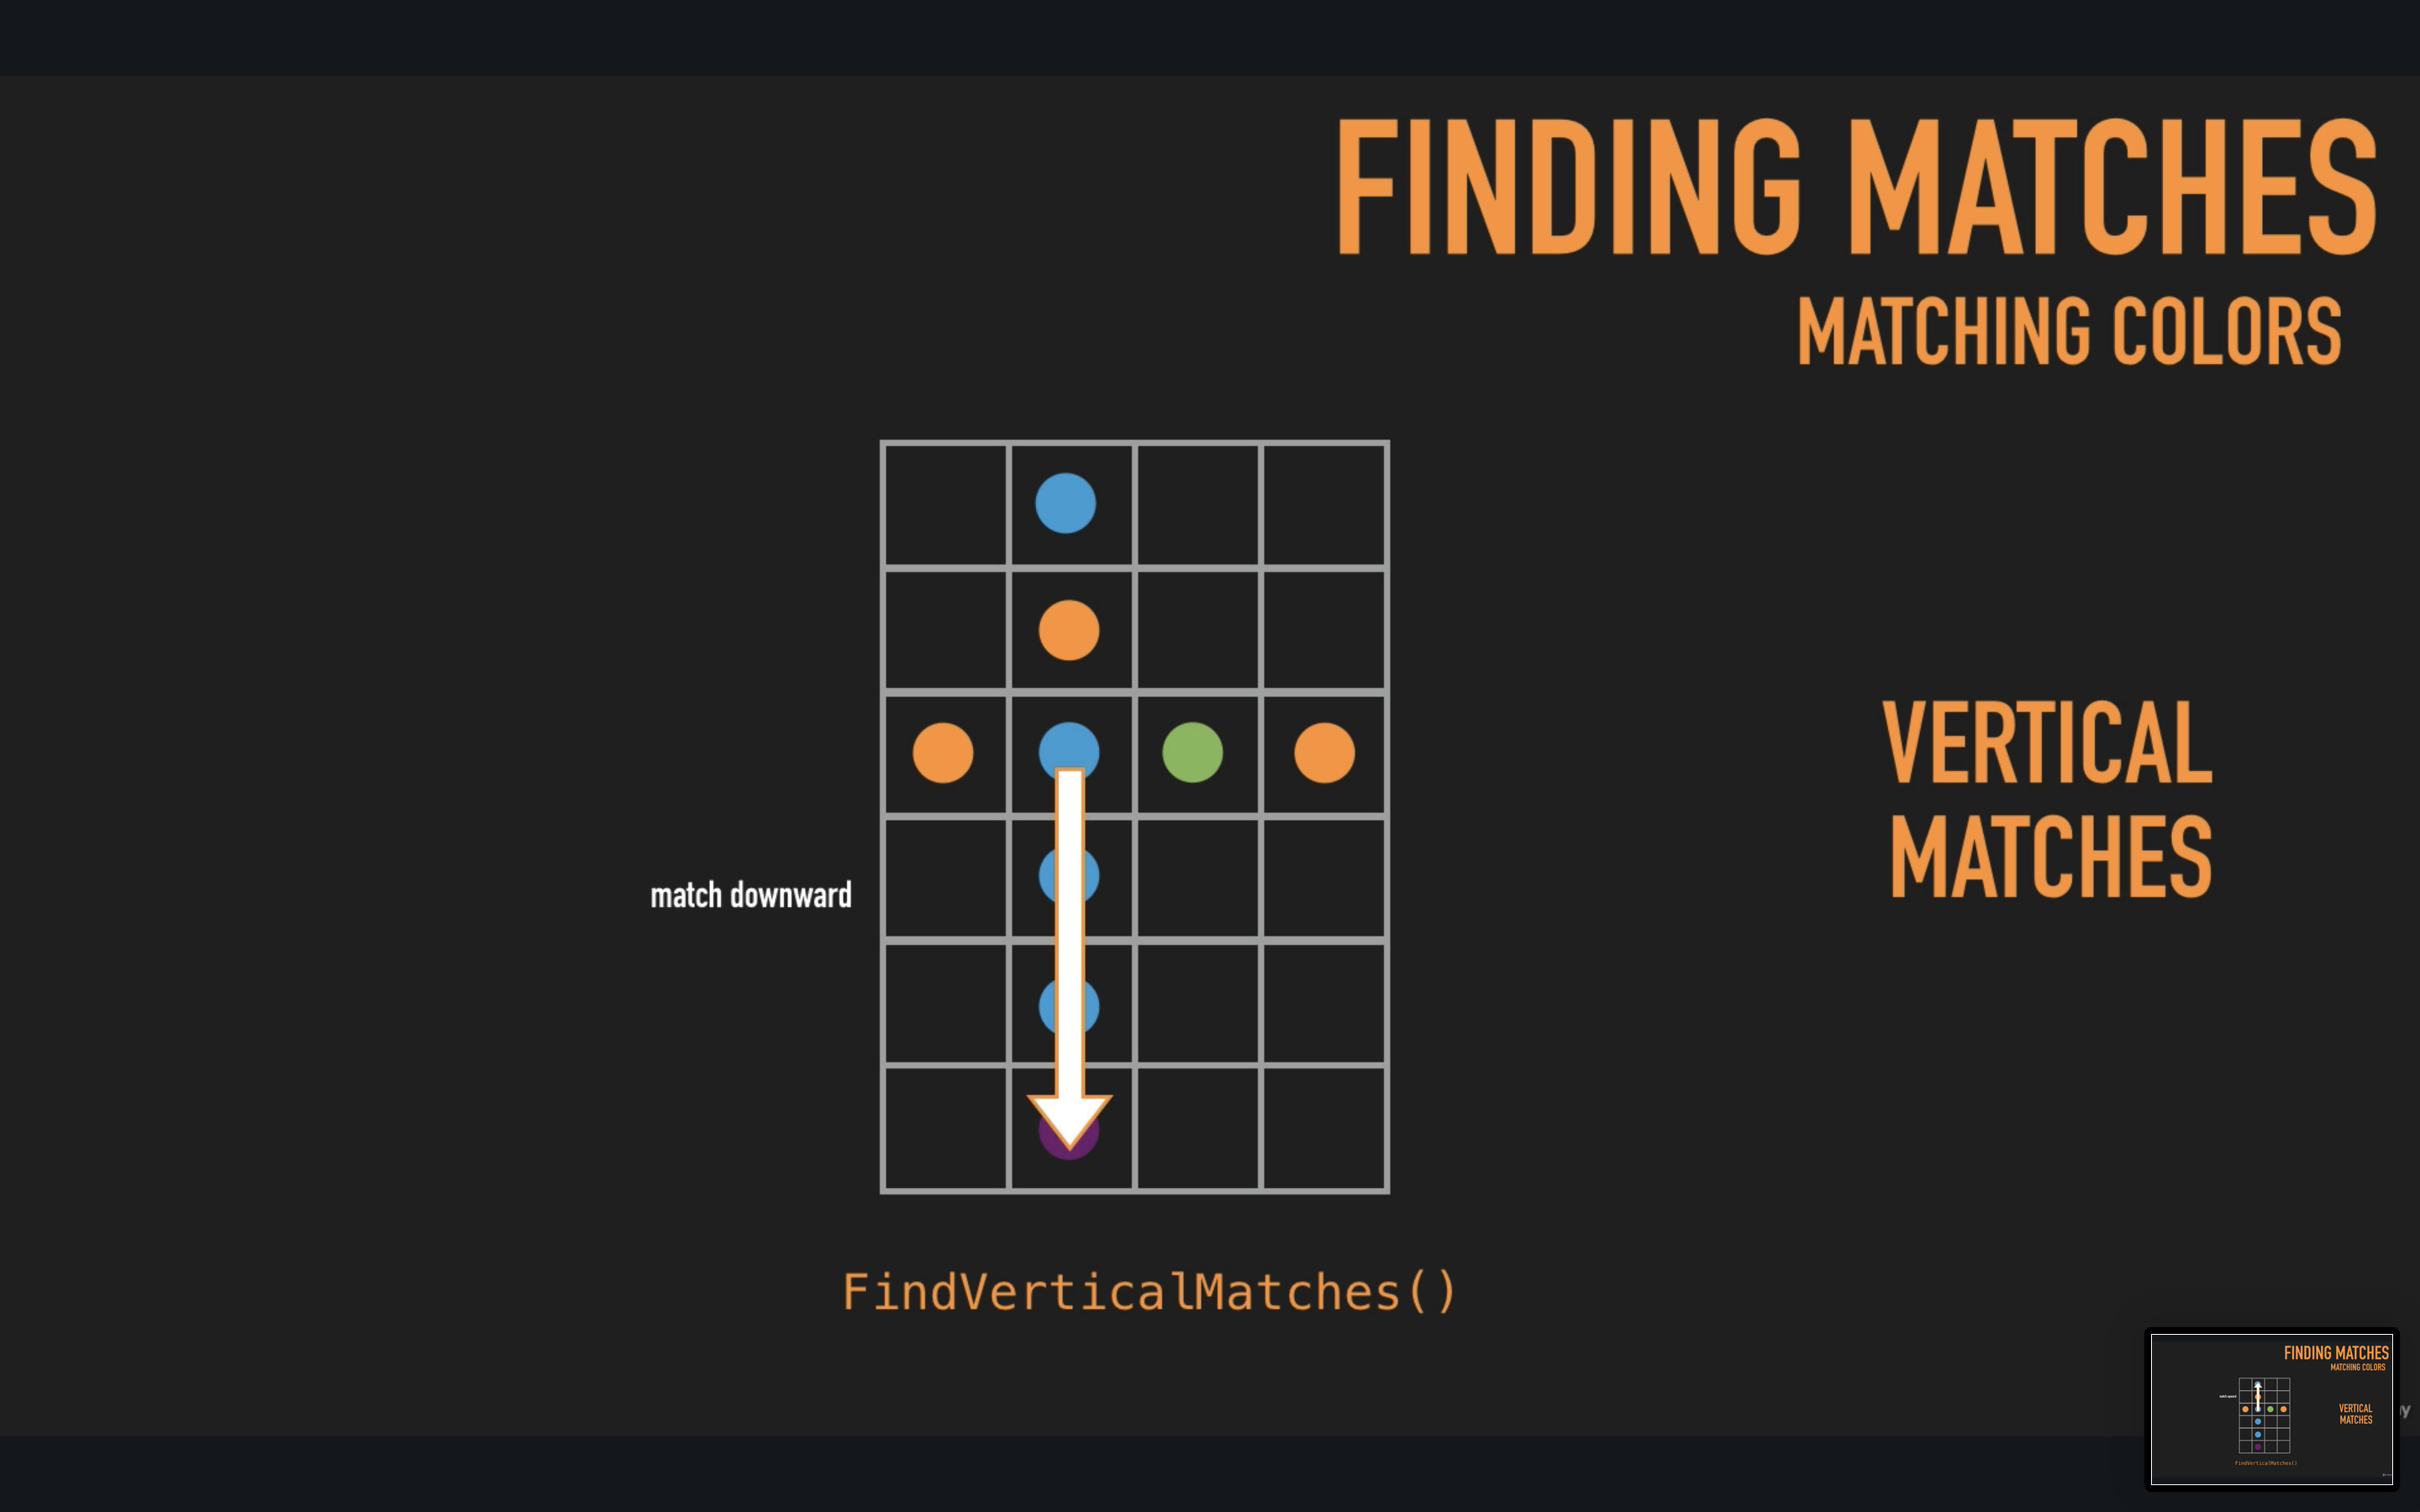 FINDING MATCHES
MATCHING COLORS
VERTICAL
MATCHES
match downward
FindVerticalMatches()
FINDING MATCHES
MATCHING COLORS
VERTICAL
MATCHES
FindVerticalMatches()